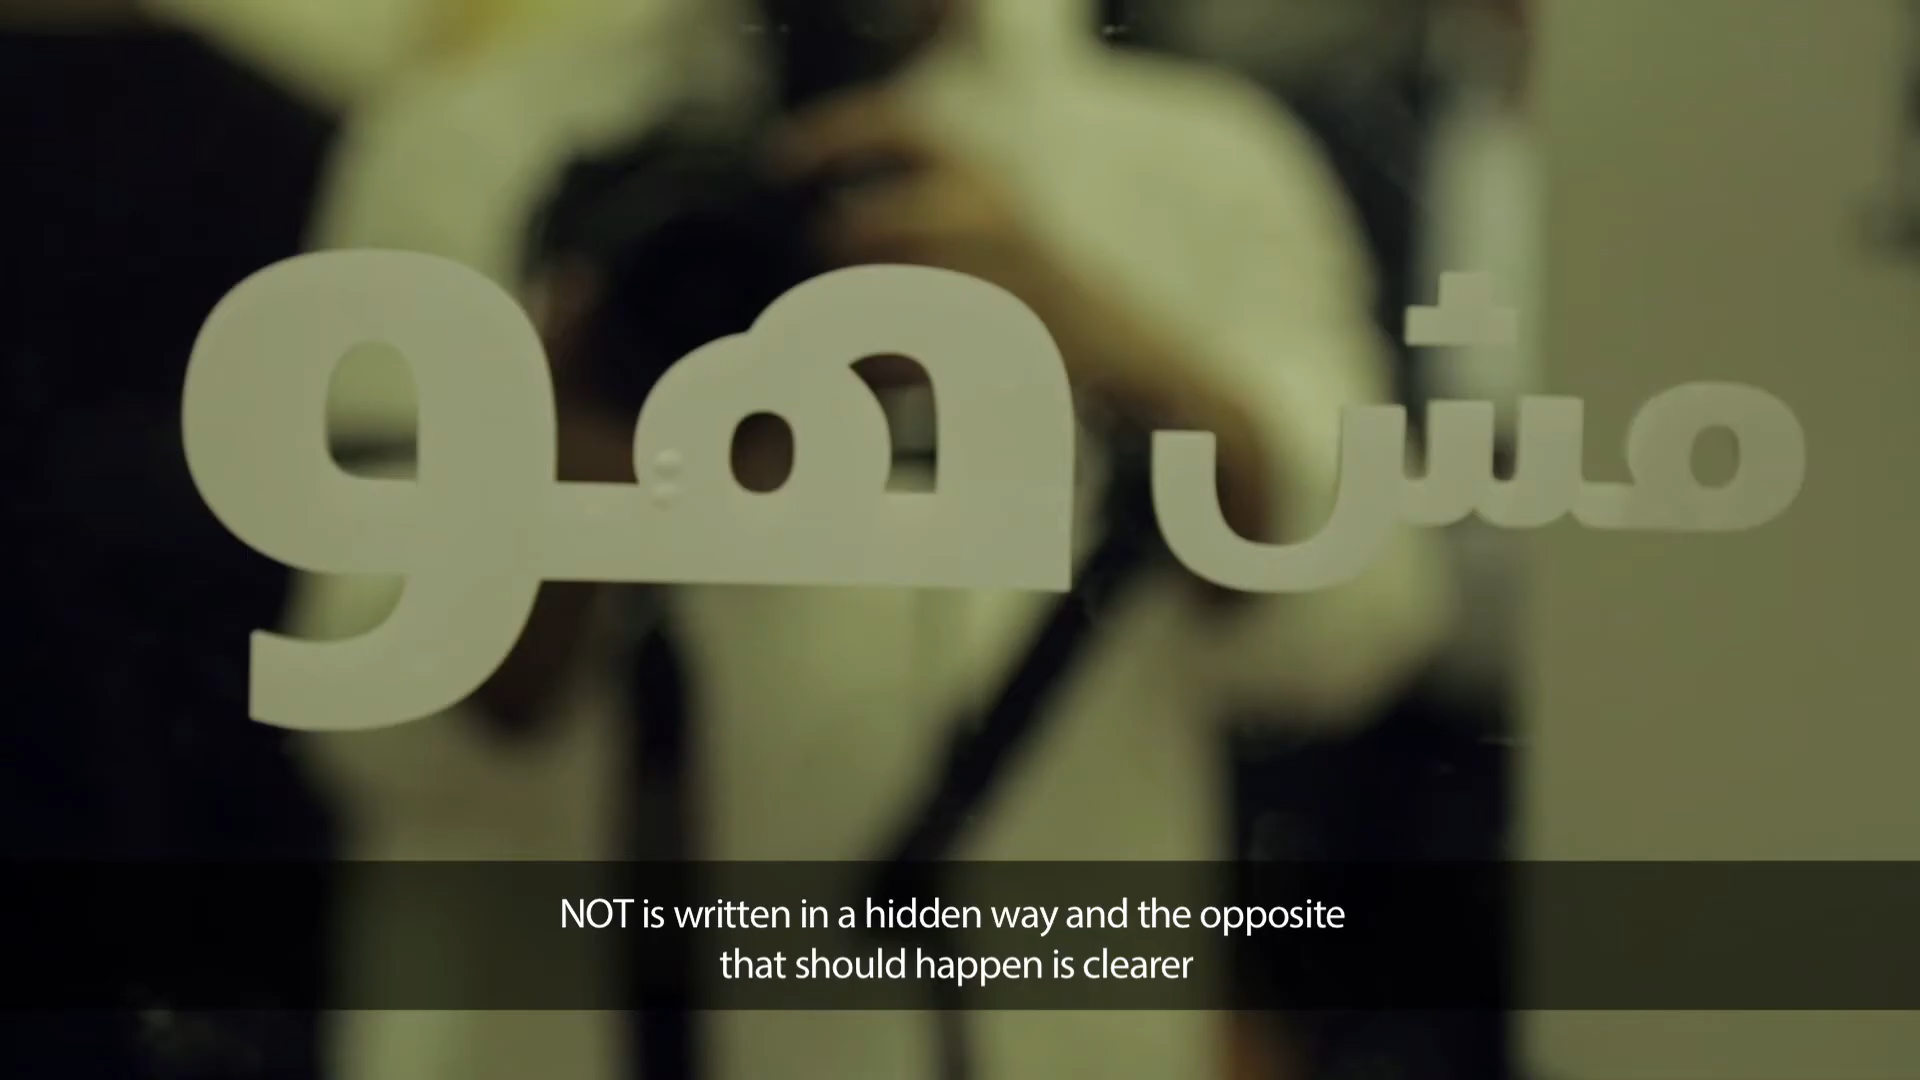 مش هو
NOT is written in a hidden way and the opposite
that should happen is clearer